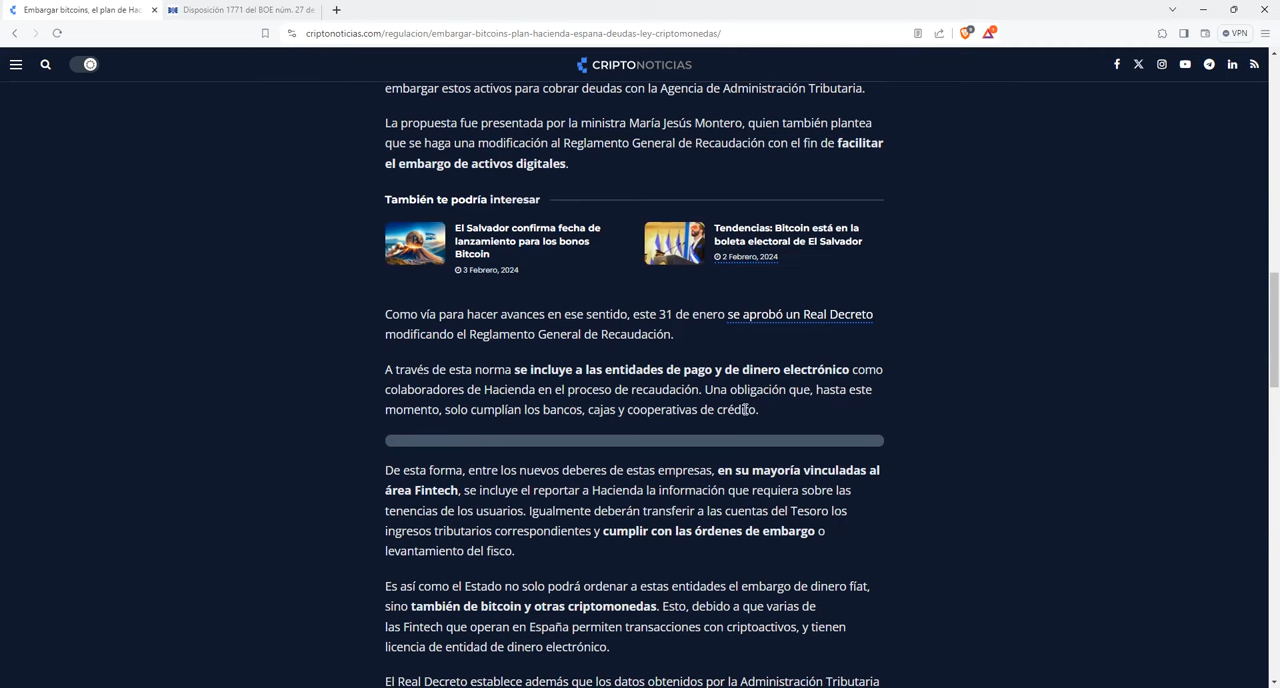 Embargar bitcoins, el plan de Hac
Disposición 1771 del BOE núm. 27 de
criptonoticias.com/regulacion/embargar-bitcoins-plan-hacienda-espana-deudas-ley-criptomonedas/
VPN
CRIPTONOTICIAS
embargar estos activos para cobrar deudas con la Agencia de Administración Tributaria.
La propuesta fue presentada por la ministra María Jesús Montero, quien también plantea
que se haga una modificación al Reglamento General de Recaudación con el fin de facilitar
el embargo de activos digitales.
También te podría interesar
El Salvador confirma fecha de
lanzamiento para los bonos
Bitcoin
3 Febrero, 2024
Tendencias: Bitcoin está en la
boleta electoral de El Salvador
2 Febrero, 2024
Como vía para hacer avances en ese sentido, este 31 de enero se aprobó un Real Decreto
modificando el Reglamento General de Recaudación.
A través de esta norma se incluye a las entidades de pago y de dinero electrónico como
colaboradores de Hacienda en el proceso de recaudación. Una obligación que, hasta este
momento, solo cumplían los bancos, cajas y cooperativas de crédito.
De esta forma, entre los nuevos deberes de estas empresas, en su mayoría vinculadas al
área Fintech, se incluye el reportar a Hacienda la información que requiera sobre las
tenencias de los usuarios. Igualmente deberán transferir a las cuentas del Tesoro los
ingresos tributarios correspondientes y cumplir con las órdenes de embargo o
levantamiento del fisco.
Es así como el Estado no solo podrá ordenar a estas entidades el embargo de dinero fíat,
sino también de bitcoin y otras criptomonedas. Esto, debido a que varias de
las Fintech que operan en España permiten transacciones con criptoactivos, y tienen
licencia de entidad de dinero electrónico.
El Real Decreto establece además que los datos obtenidos por la Administración Tributaria